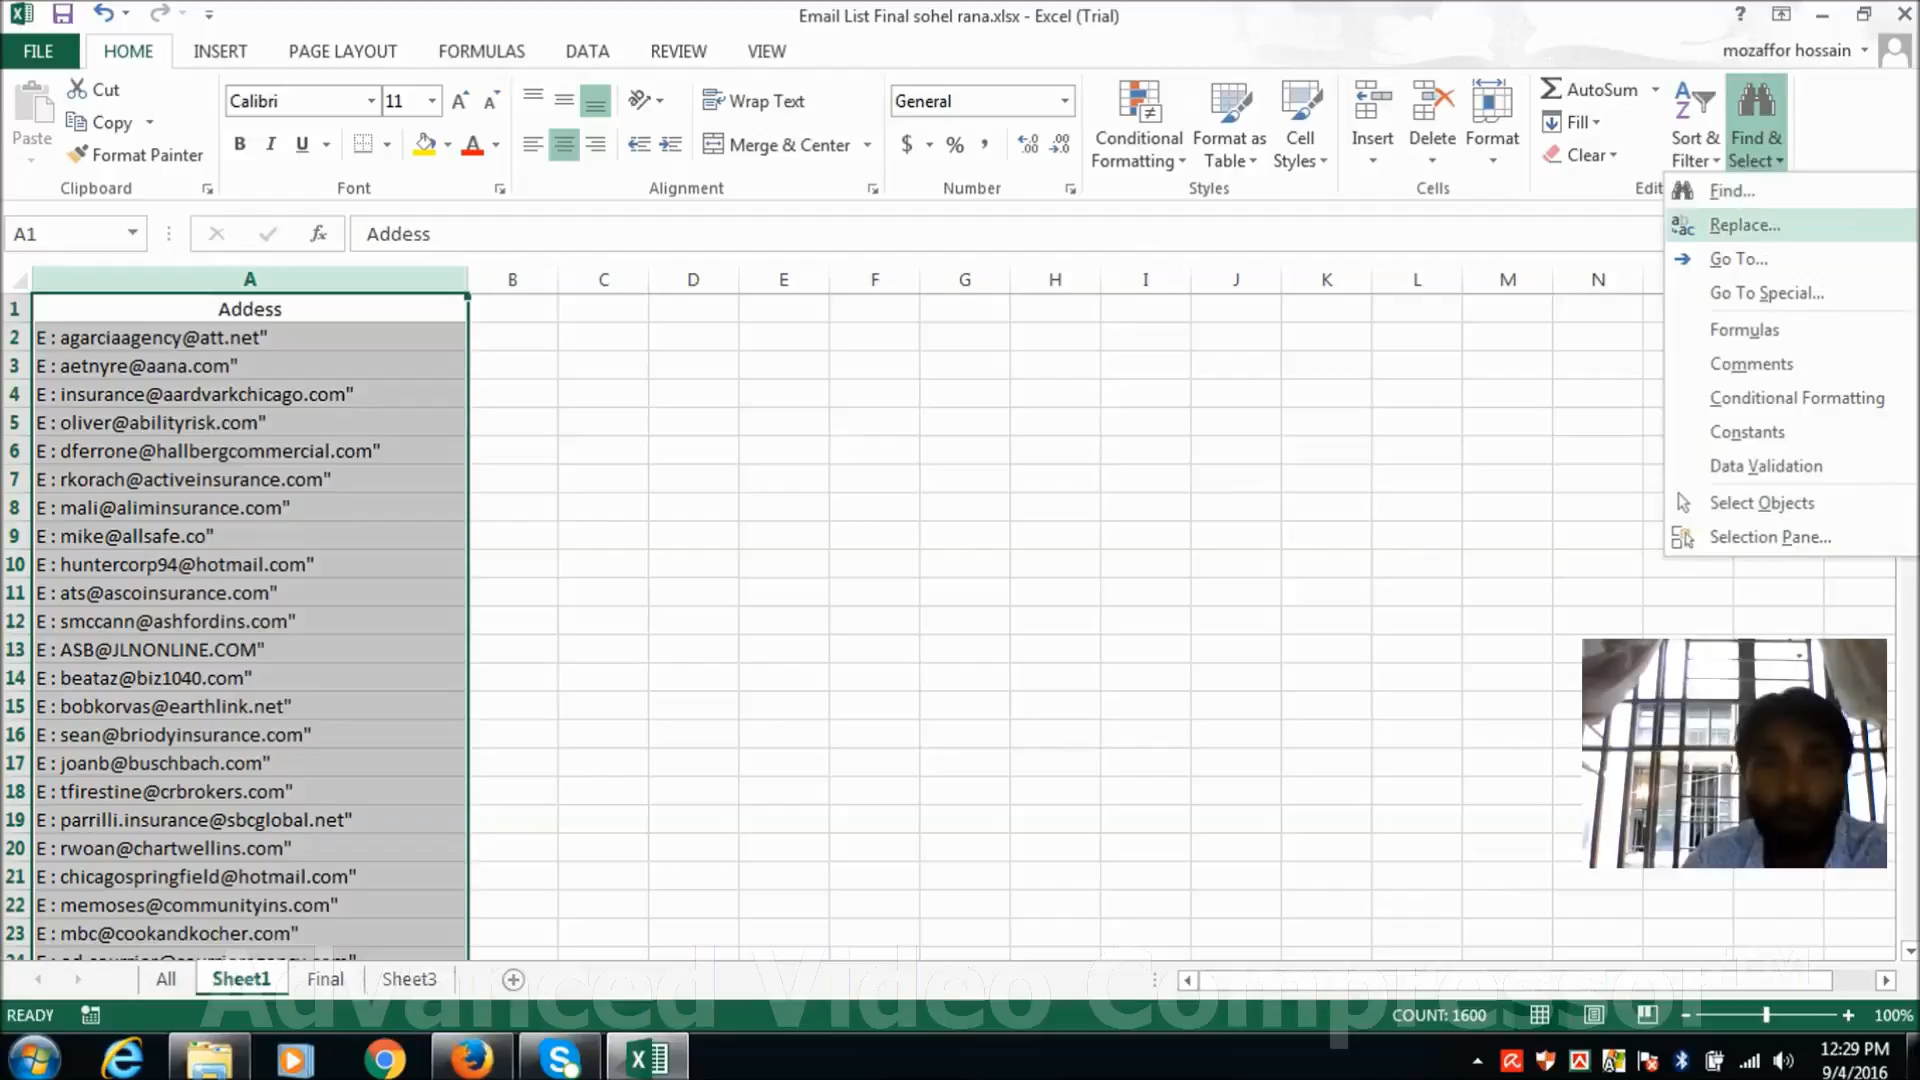 Email List Final sohel rana.xlsx - Excel (Trial)
FILE HOME INSERT PAGE LAYOUT FORMULAS DATA REVIEW VIEW mozaffor hossain
Paste Cut Copy Format Painter Clipboard
Calibri 11 B I U Font
Wrap Text Merge & Center Alignment
General $ % , Number
Conditional Formatting Format as Table Cell Styles Styles
Insert Delete Format Cells
AutoSum Fill Clear Sort & Filter Find & Select Edit
Find...
Replace...
Go To...
Go To Special...
Formulas
Comments
Conditional Formatting
Constants
Data Validation
Select Objects
Selection Pane...
A1 fx Addess
A B C D E F G H I J K L M N
1 Addess
2 E : agarciaagency@att.net"
3 E : aetnyre@aana.com"
4 E : insurance@aardvarkchicago.com"
5 E : oliver@abilityrisk.com"
6 E : dferrone@hallbergcommercial.com"
7 E : rkorach@activeinsurance.com"
8 E : mali@aliminsurance.com"
9 E : mike@allsafe.co"
10 E : huntercorp94@hotmail.com"
11 E : ats@ascoinsurance.com"
12 E : smccann@ashfordins.com"
13 E : ASB@JLNONLINE.COM"
14 E : beataz@biz1040.com"
15 E : bobkorvas@earthlink.net"
16 E : sean@briodyinsurance.com"
17 E : joanb@buschbach.com"
18 E : tfirestine@crbrokers.com"
19 E : parrilli.insurance@sbcglobal.net"
20 E : rwoan@chartwellins.com"
21 E : chicagospringfield@hotmail.com"
22 E : memoses@communityins.com"
23 E : mbc@cookandkocher.com"
All Sheet1 Final Sheet3
Advanced Video Compressor
READY COUNT: 1600 100%
12:29 PM
9/4/2016